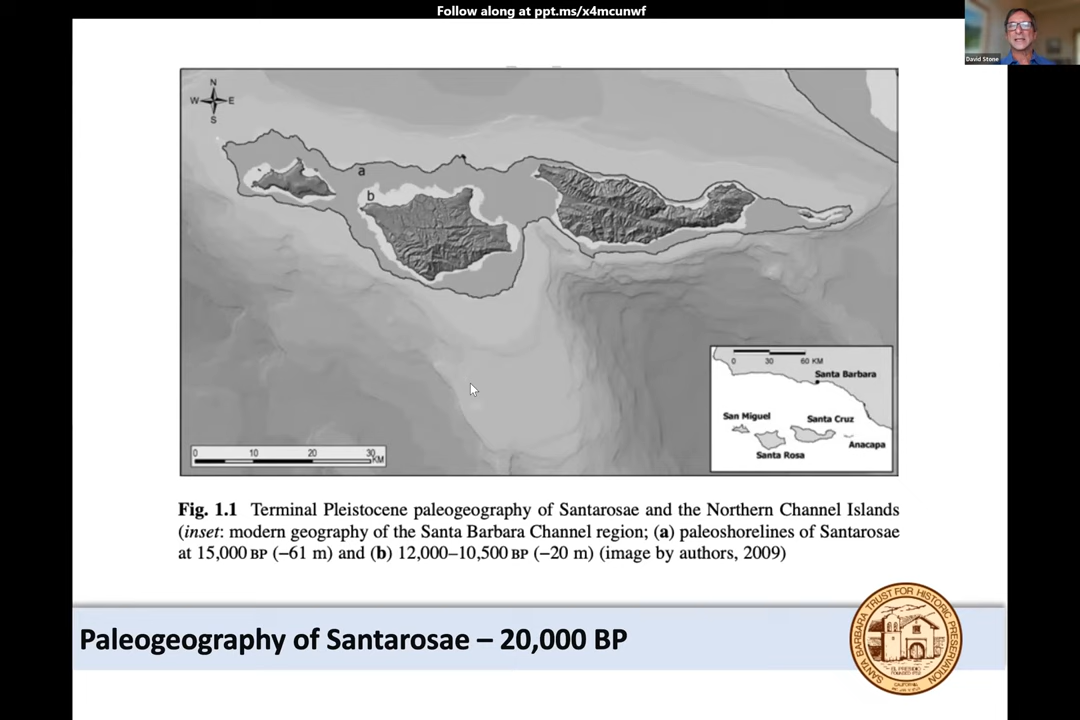 Follow along at ppt.ms/x4mcunwf
David Stone
N
W E
S
a
b
0 10 20 30
KM
0 30 60 KM
Santa Barbara
San Miguel
Santa Cruz
Anacapa
Santa Rosa
Fig. 1.1 Terminal Pleistocene paleogeography of Santarosae and the Northern Channel Islands
(inset: modern geography of the Santa Barbara Channel region; (a) paleoshorelines of Santarosae
at 15,000 BP (−61 m) and (b) 12,000–10,500 BP (−20 m) (image by authors, 2009)
Paleogeography of Santarosae – 20,000 BP
SANTA BARBARA TRUST FOR HISTORIC PRESERVATION
EL PRESIDIO
CALIFORNIA